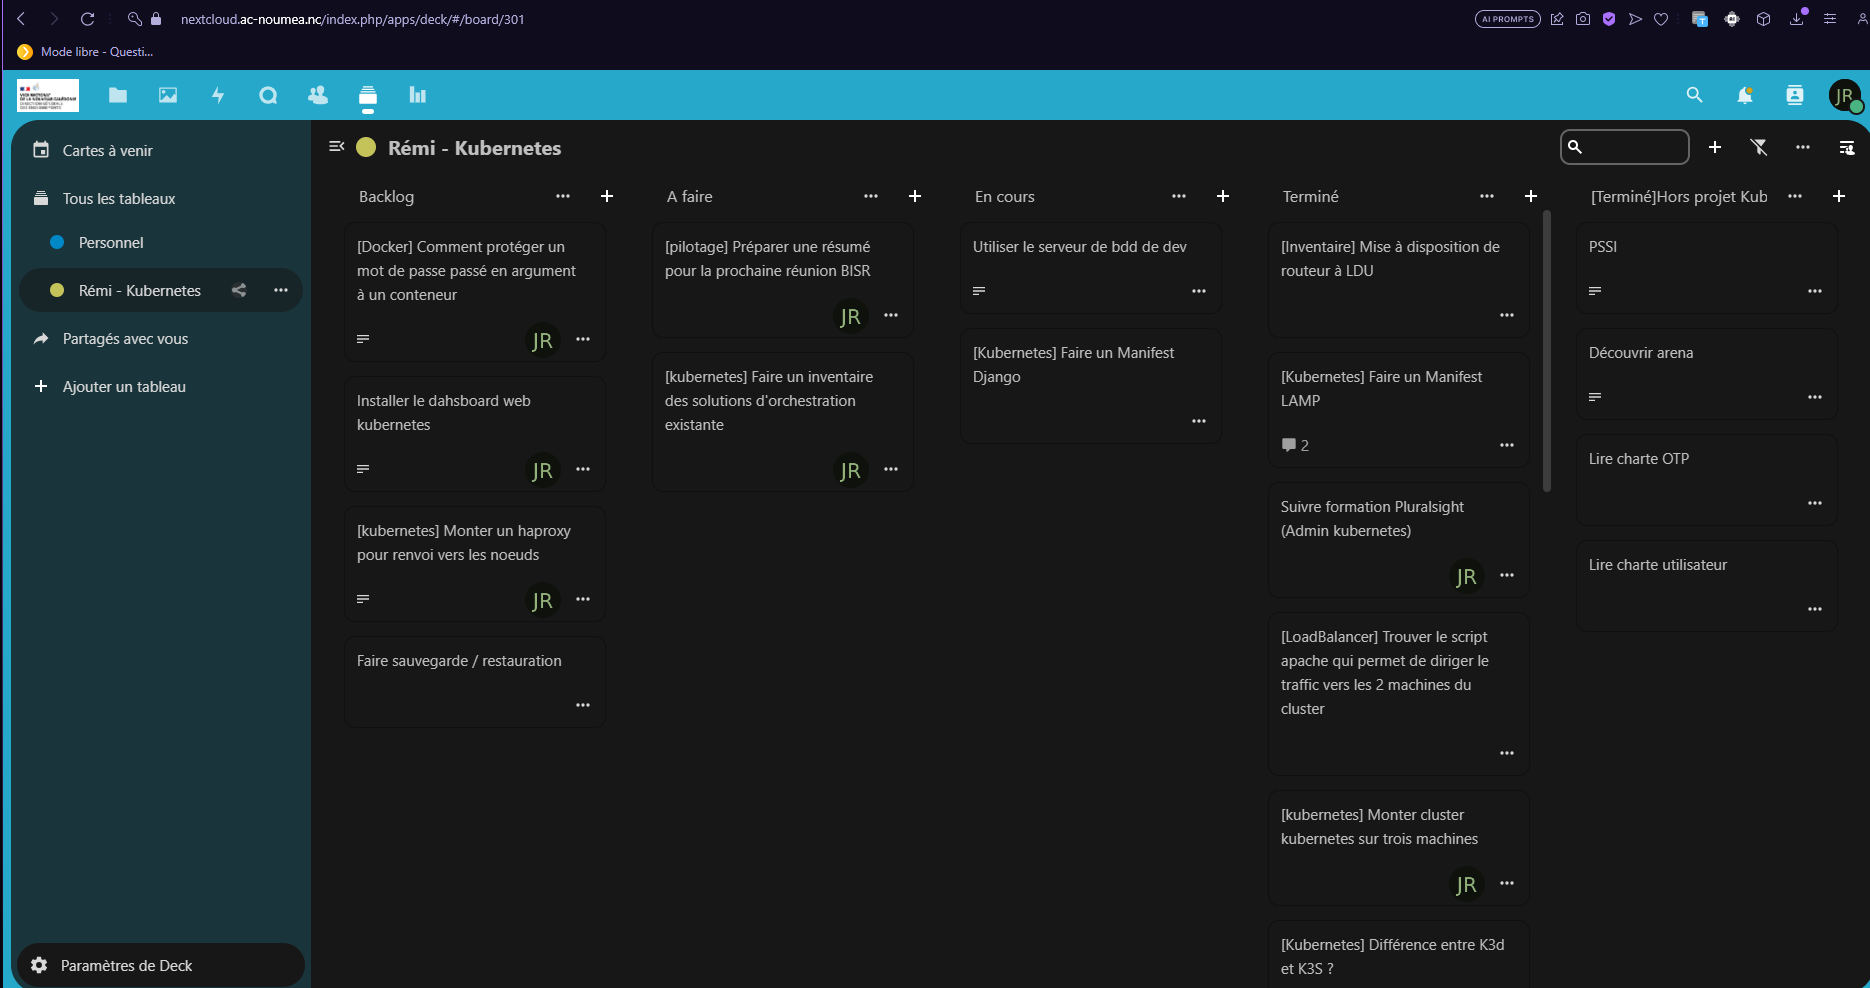 nextcloud.ac-noumea.nc/index.php/apps/deck/#/board/301
AI PROMPTS
Mode libre - Questi...
JR
Cartes à venir
Tous les tableaux
Personnel
Rémi - Kubernetes
Partagés avec vous
Ajouter un tableau
Paramètres de Deck
Rémi - Kubernetes
Backlog
[Docker] Comment protéger un
mot de passe passé en argument
à un conteneur
JR
Installer le dahsboard web
kubernetes
JR
[kubernetes] Monter un haproxy
pour renvoi vers les noeuds
JR
Faire sauvegarde / restauration
A faire
[pilotage] Préparer une résumé
pour la prochaine réunion BISR
JR
[kubernetes] Faire un inventaire
des solutions d'orchestration
existante
JR
En cours
Utiliser le serveur de bdd de dev
[Kubernetes] Faire un Manifest
Django
Terminé
[Inventaire] Mise à disposition de
routeur à LDU
[Kubernetes] Faire un Manifest
LAMP
2
Suivre formation Pluralsight
(Admin kubernetes)
JR
[LoadBalancer] Trouver le script
apache qui permet de diriger le
traffic vers les 2 machines du
cluster
[kubernetes] Monter cluster
kubernetes sur trois machines
JR
[Kubernetes] Différence entre K3d
et K3S ?
[Terminé]Hors projet Kub
PSSI
Découvrir arena
Lire charte OTP
Lire charte utilisateur